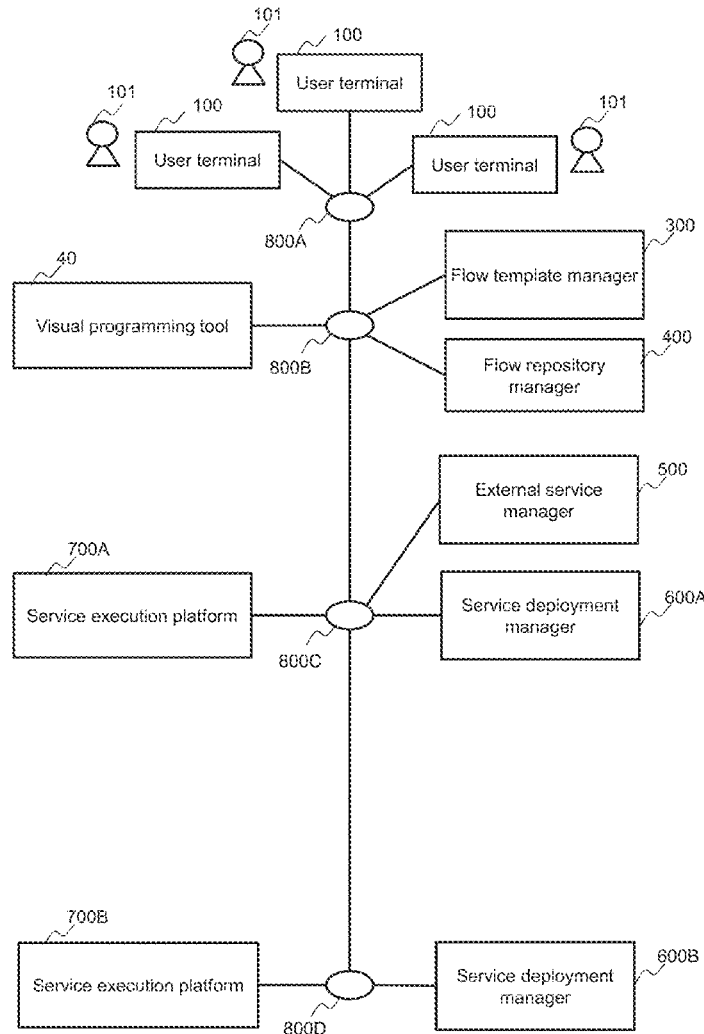 101
100
User terminal
101
100
User terminal
100
101
User terminal
800A
300
Flow template manager
40
Visual programming tool
800B
400
Flow repository
manager
500
External service
manager
700A
Service execution platform
600A
Service deployment
manager
800C
700B
Service execution platform
600B
Service deployment
manager
800D